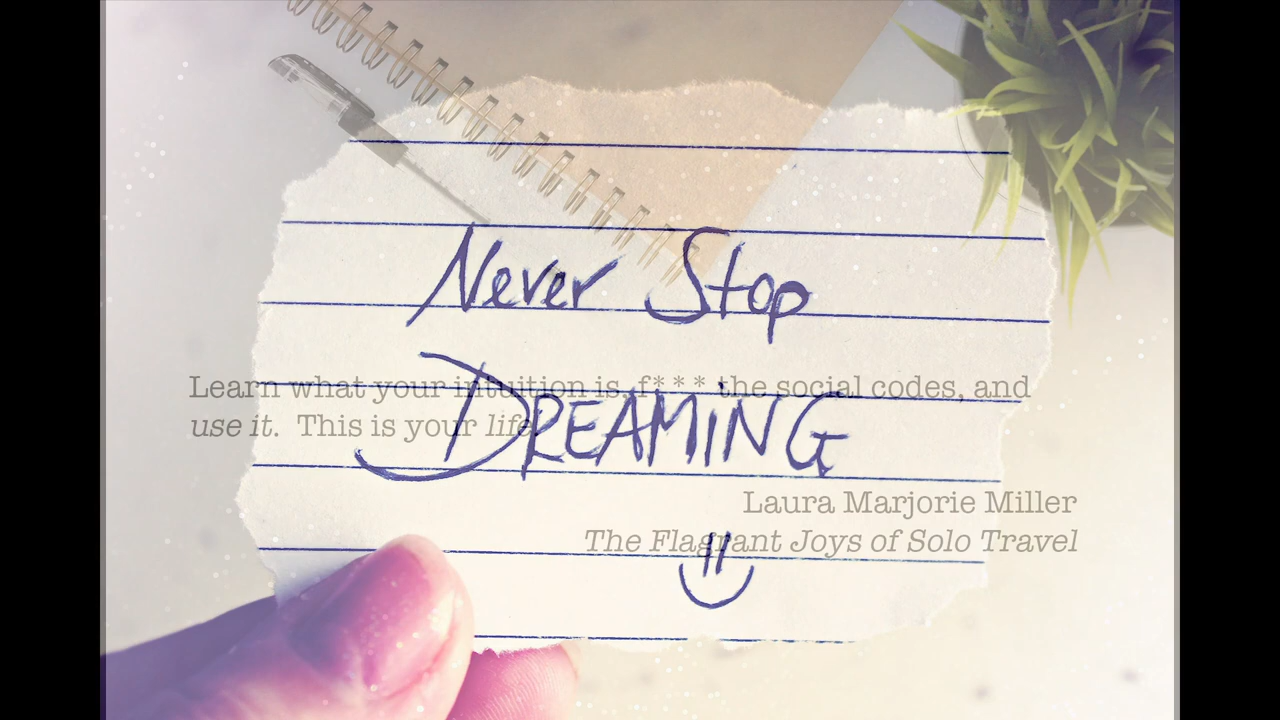 Never Stop
Learn what your intuition is, f*** the social codes, and
DREAMING
use it. This is your life.
Laura Marjorie Miller
The Flagrant Joys of Solo Travel